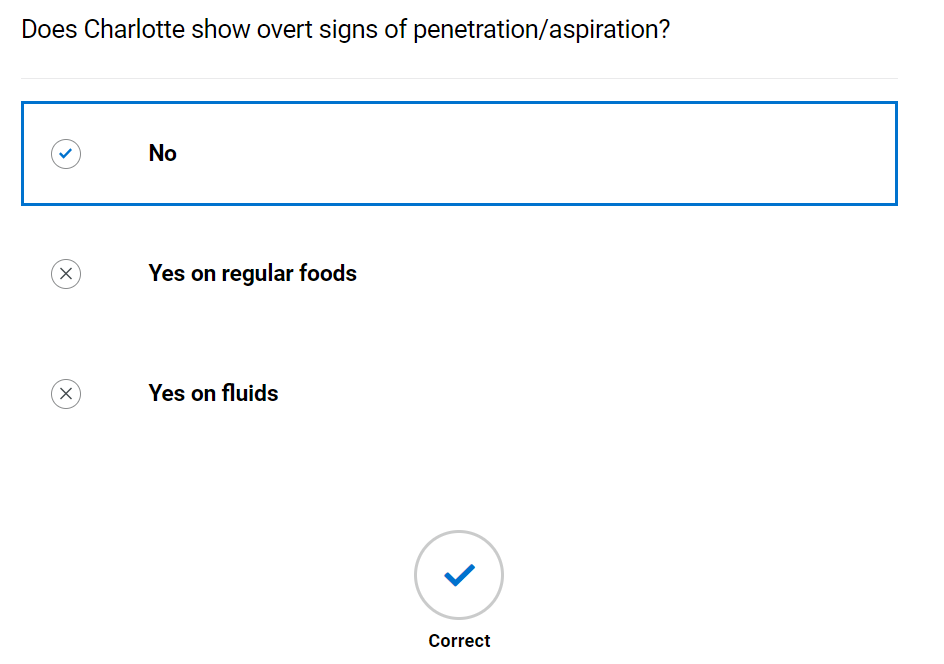 Does Charlotte show overt signs of penetration/aspiration?
No
Yes on regular foods
Yes on fluids
Correct